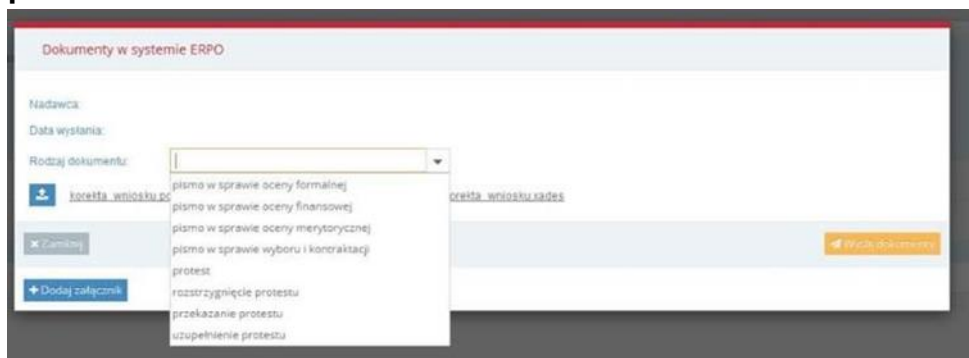 Dokumenty w systemie ERPO
Nadawca:
Data wysłania:
Rodzaj dokumentu:
korekta_wniosku.pd orekta_wniosku.xades
pismo w sprawie oceny formalnej
pismo w sprawie oceny finansowej
pismo w sprawie oceny merytorycznej
pismo w sprawie wyboru i kontraktacji
protest
rozstrzygnięcie protestu
przekazanie protestu
uzupełnienie protestu
Zamknij
Wyślij dokumenty
Dodaj załącznik